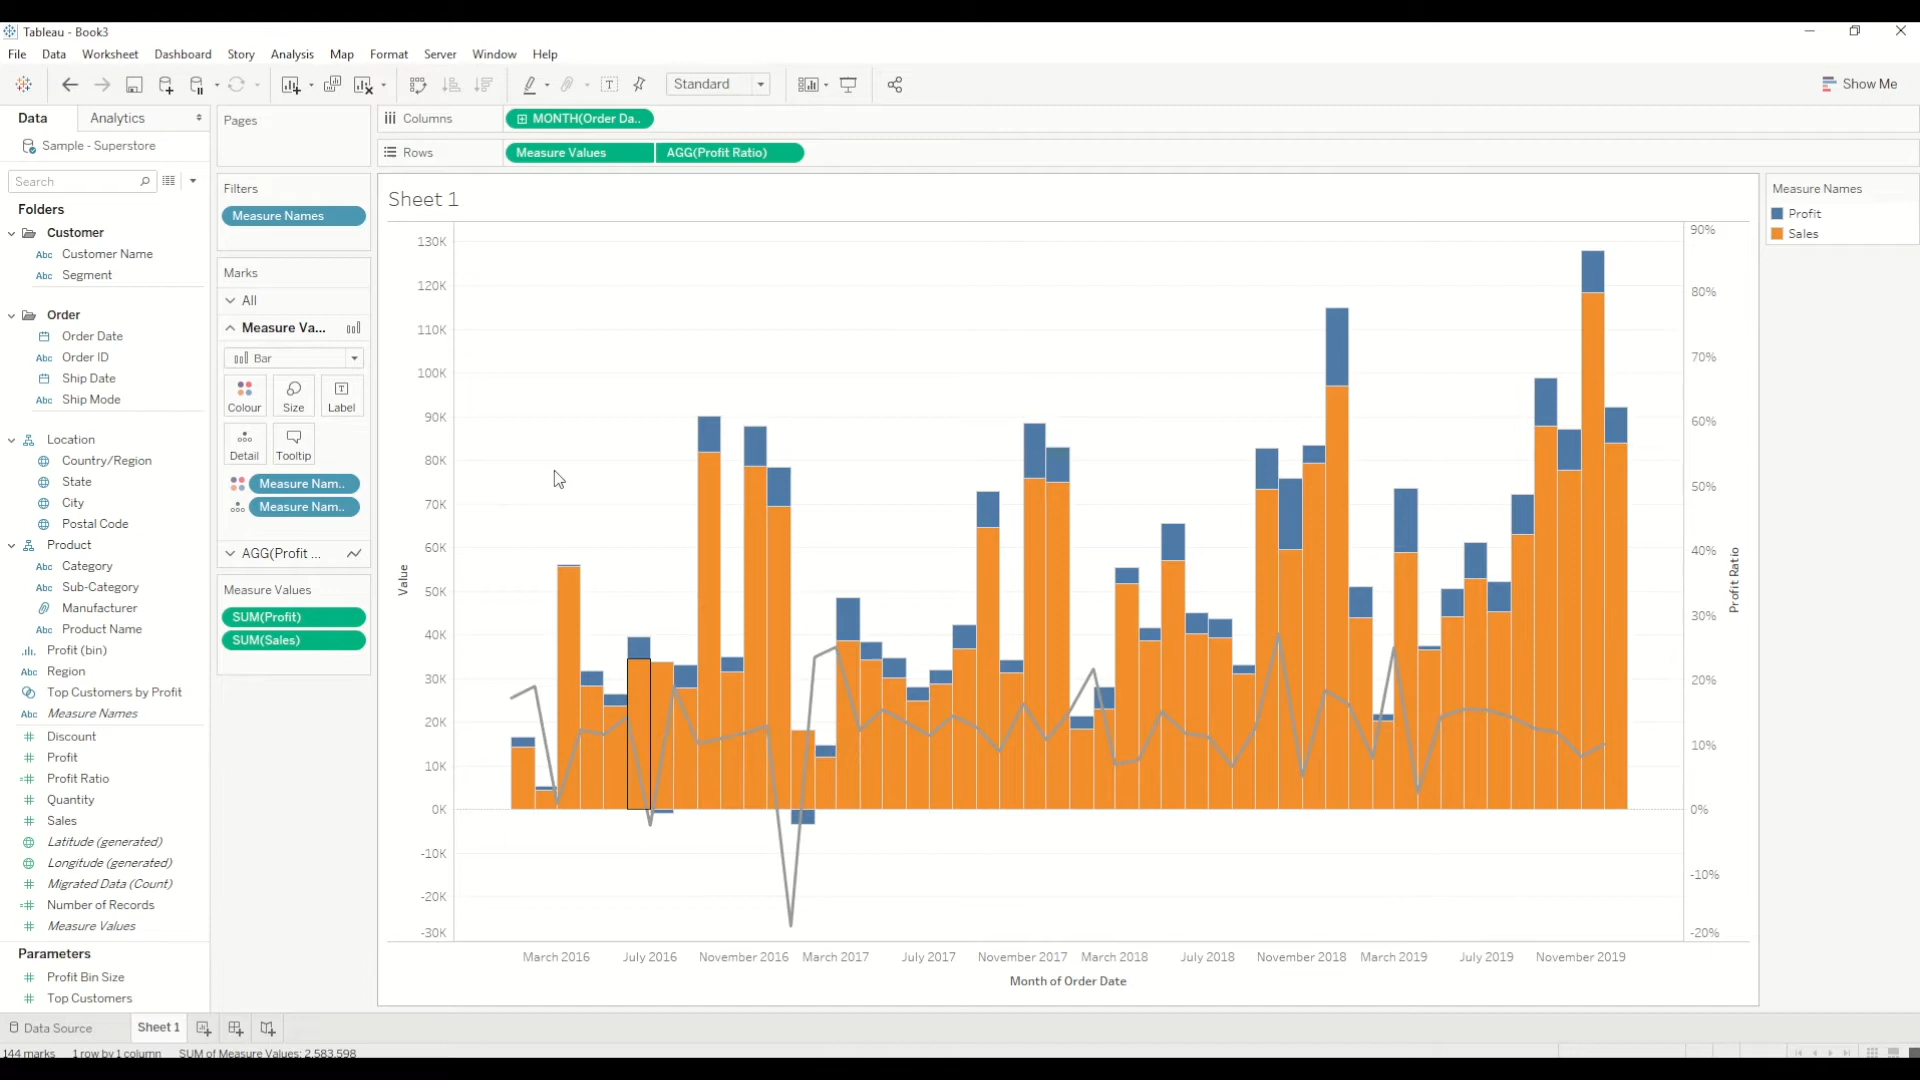 Tableau - Book3
File Data Worksheet Dashboard Story Analysis Map Format Server Window Help
Standard
Show Me
Data Analytics
Sample - Superstore
Search
Folders
Customer
Abc Customer Name
Abc Segment
Order
Order Date
Abc Order ID
Ship Date
Abc Ship Mode
Location
Country/Region
State
City
Postal Code
Product
Abc Category
Abc Sub-Category
Manufacturer
Abc Product Name
Profit (bin)
Abc Region
Top Customers by Profit
Abc Measure Names
Discount
Profit
Profit Ratio
Quantity
Sales
Latitude (generated)
Longitude (generated)
Migrated Data (Count)
Number of Records
Measure Values
Parameters
Profit Bin Size
Top Customers
Pages
Filters
Measure Names
Marks
All
Measure Va...
Bar
Colour Size Label
Detail Tooltip
Measure Nam..
Measure Nam..
AGG(Profit ...
Measure Values
SUM(Profit)
SUM(Sales)
Columns MONTH(Order Da..
Rows Measure Values AGG(Profit Ratio)
Sheet 1
130K
120K
110K
100K
90K
80K
70K
60K
50K
40K
30K
20K
10K
0K
-10K
-20K
-30K
Value
90%
80%
70%
60%
50%
40%
30%
20%
10%
0%
-10%
-20%
Profit Ratio
March 2016 July 2016 November 2016 March 2017 July 2017 November 2017 March 2018 July 2018 November 2018 March 2019 July 2019 November 2019
Month of Order Date
Measure Names
Profit
Sales
Data Source Sheet 1
144 marks 1 row by 1 column SUM of Measure Values: 2,583,598